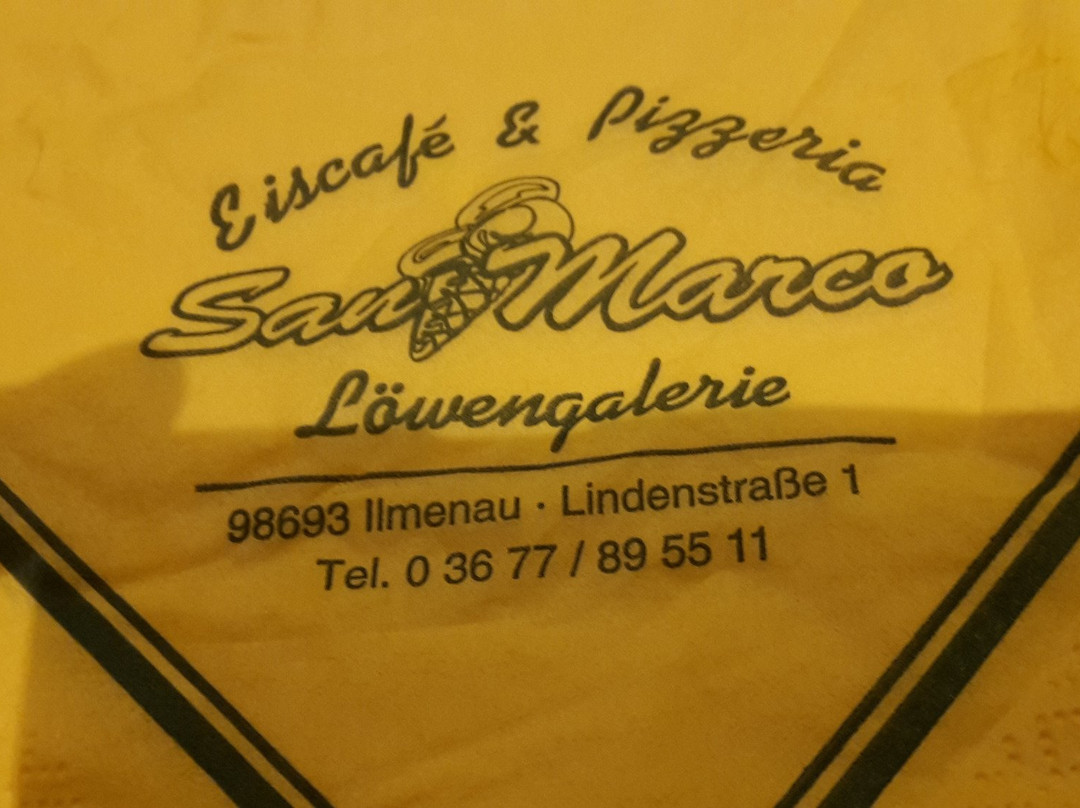 Eiscafé & Pizzeria
San Marco
Löwengalerie
98693 Ilmenau · Lindenstraße 1
Tel. 0 36 77 / 89 55 11